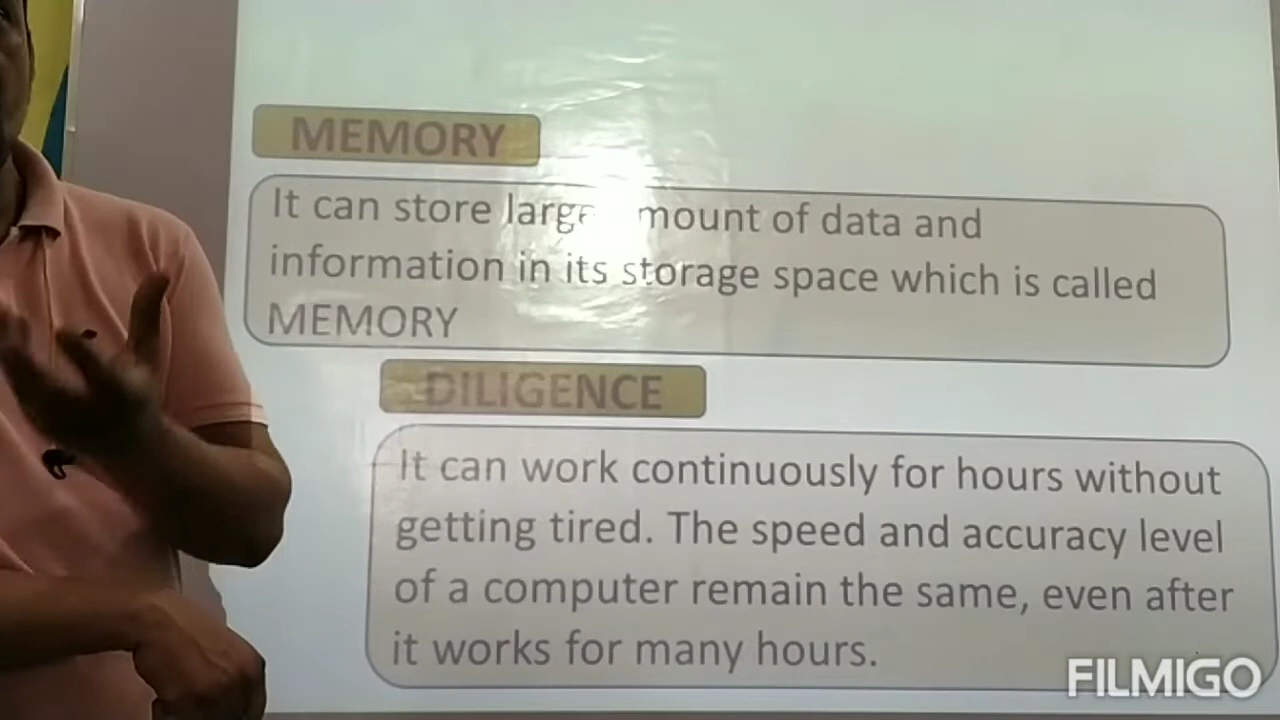 MEMORY
It can store large amount of data and
information in its storage space which is called
MEMORY
DILIGENCE
It can work continuously for hours without
getting tired. The speed and accuracy level
of a computer remain the same, even after
it works for many hours.
FILMIGO